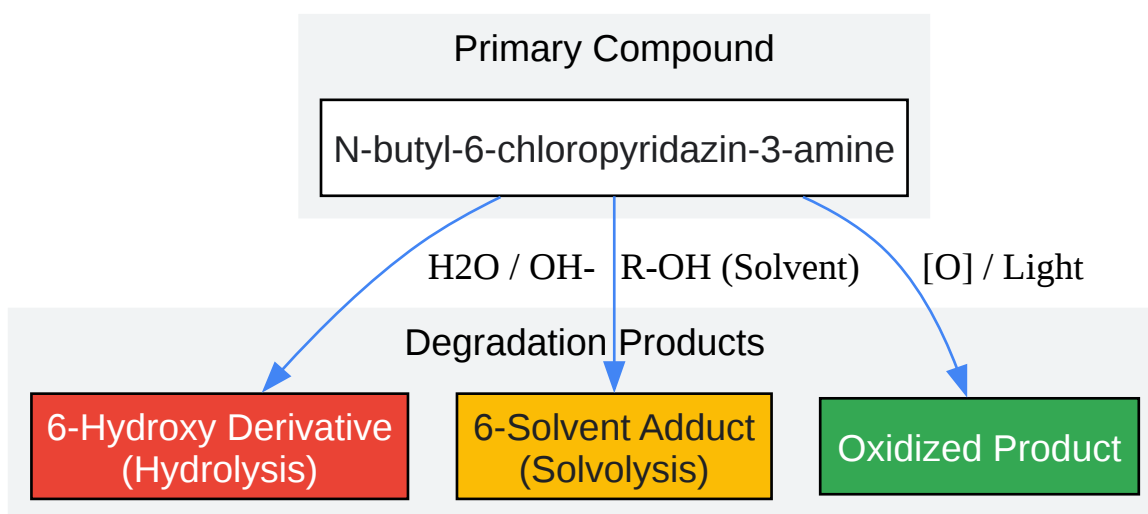 Primary Compound
N-butyl-6-chloropyridazin-3-amine
H2O / OH-
R-OH (Solvent)
[O] / Light
Degradation Products
6-Hydroxy Derivative
(Hydrolysis)
6-Solvent Adduct
(Solvolysis)
Oxidized Product